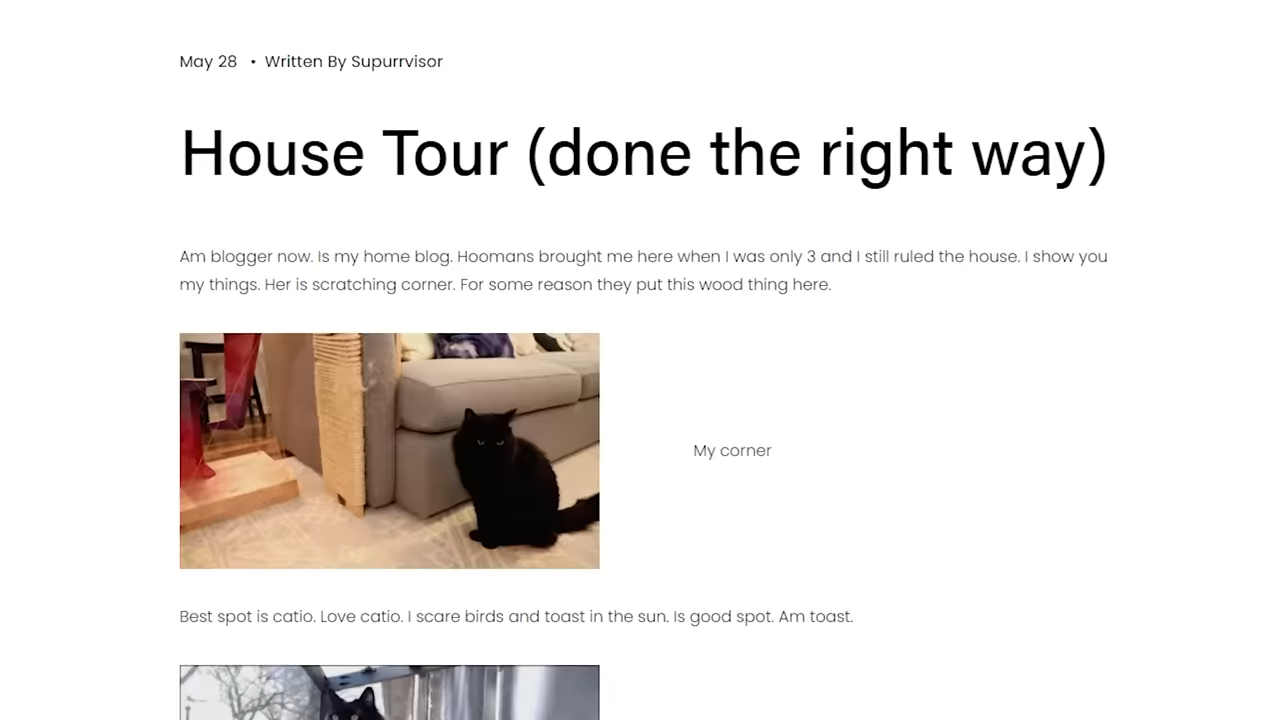 May 28 • Written By Supurrvisor
House Tour (done the right way)
Am blogger now. Is my home blog. Hoomans brought me here when I was only 3 and I still ruled the house. I show you
my things. Her is scratching corner. For some reason they put this wood thing here.
My corner
Best spot is catio. Love catio. I scare birds and toast in the sun. Is good spot. Am toast.